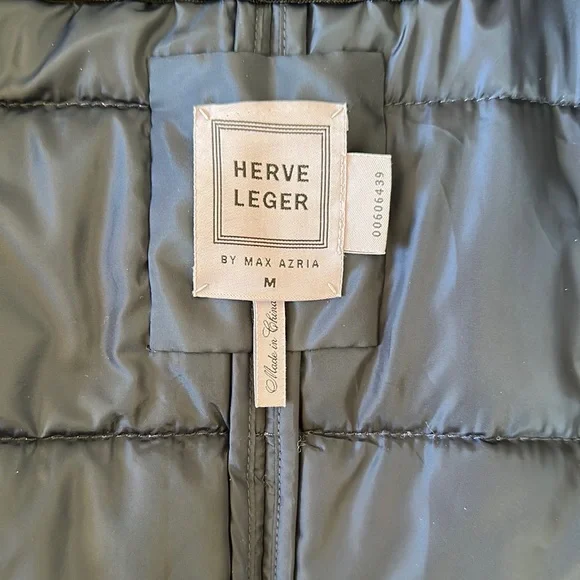 HERVE
LEGER
BY MAX AZRIA
M
00606439
Made in China